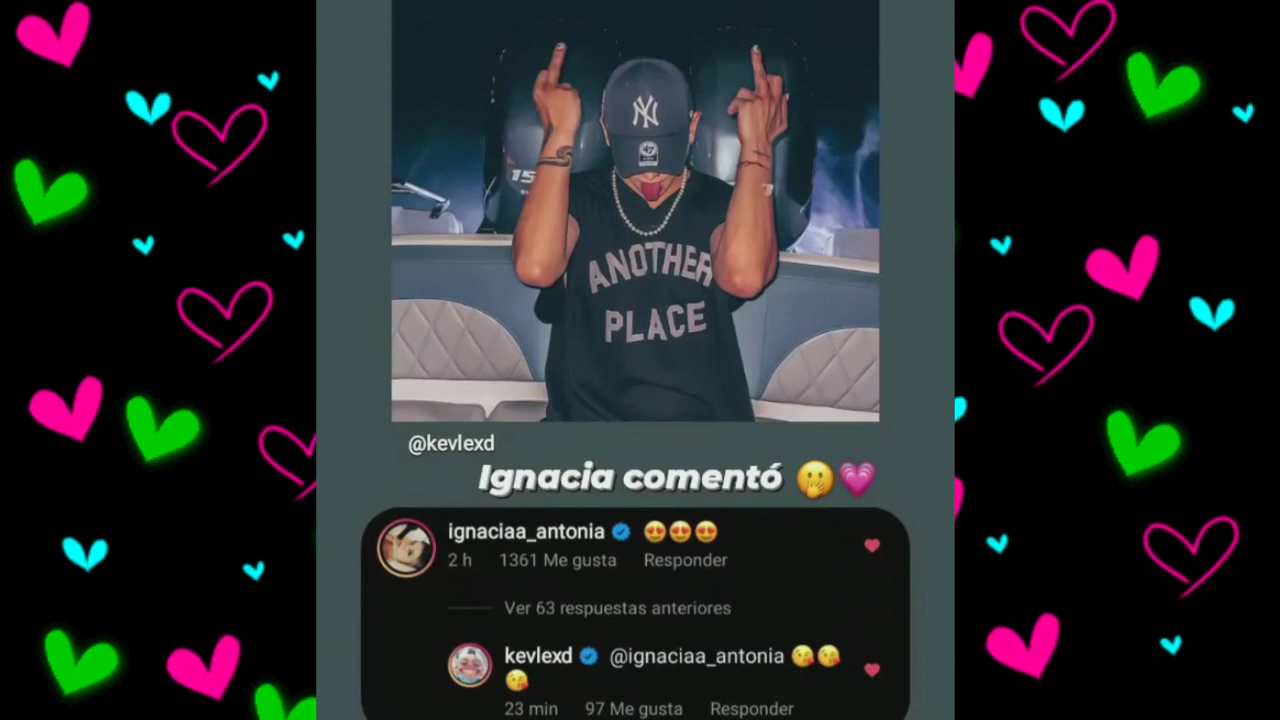 NY
47
15
ANOTHER
PLACE
@kevlexd
Ignacia comentó 🤭💗
ignaciaa_antonia 😍😍😍
2 h 1361 Me gusta Responder
Ver 63 respuestas anteriores
kevlexd @ignaciaa_antonia 😘😘
😘
23 min 97 Me gusta Responder